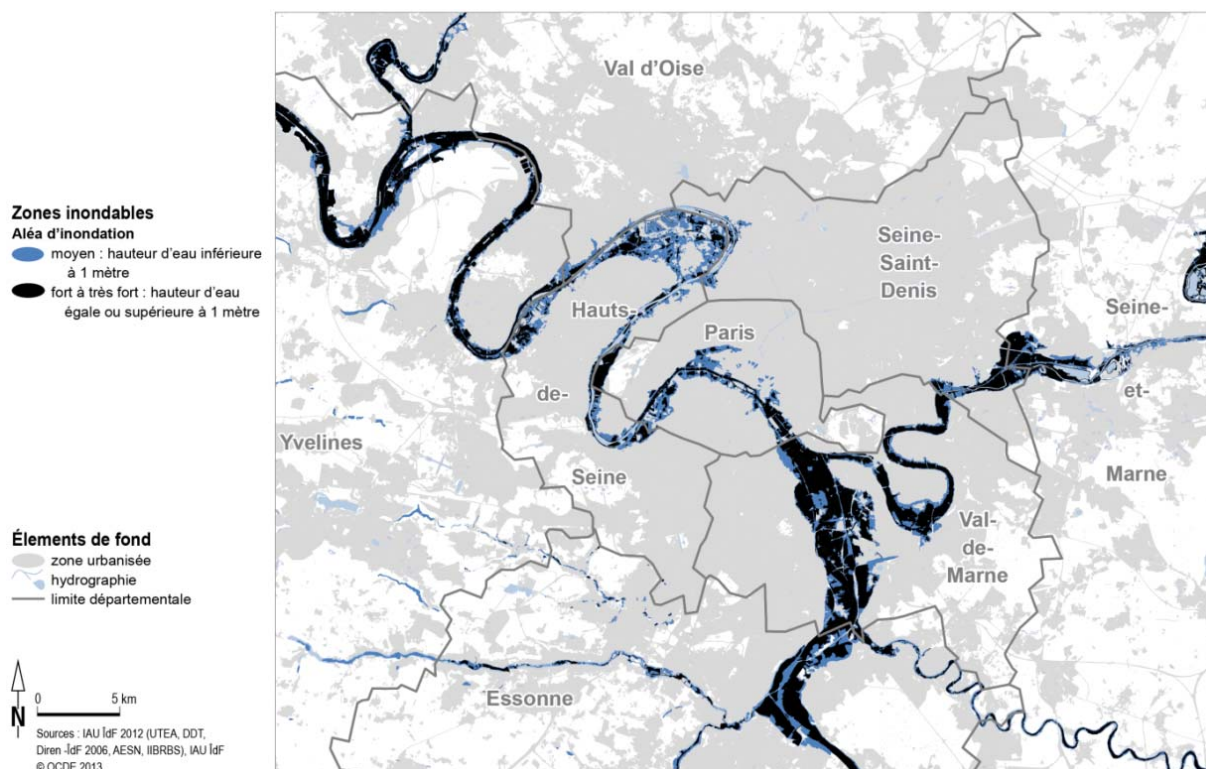 Zones inondables
Aléa d'inondation
moyen : hauteur d'eau inférieure
à 1 mètre
fort à très fort : hauteur d'eau
égale ou supérieure à 1 mètre
Élements de fond
zone urbanisée
hydrographie
limite départementale
N
0 5 km
Sources : IAU ÎdF 2012 (UTEA, DDT,
Diren -ÎdF 2006, AESN, IIBRBS), IAU ÎdF
© OCDE 2013
Val d'Oise
Seine-
Saint-
Denis
Hauts-
Paris
Seine-
de-
et-
Yvelines
Marne
Seine
Val-
de-
Marne
Essonne